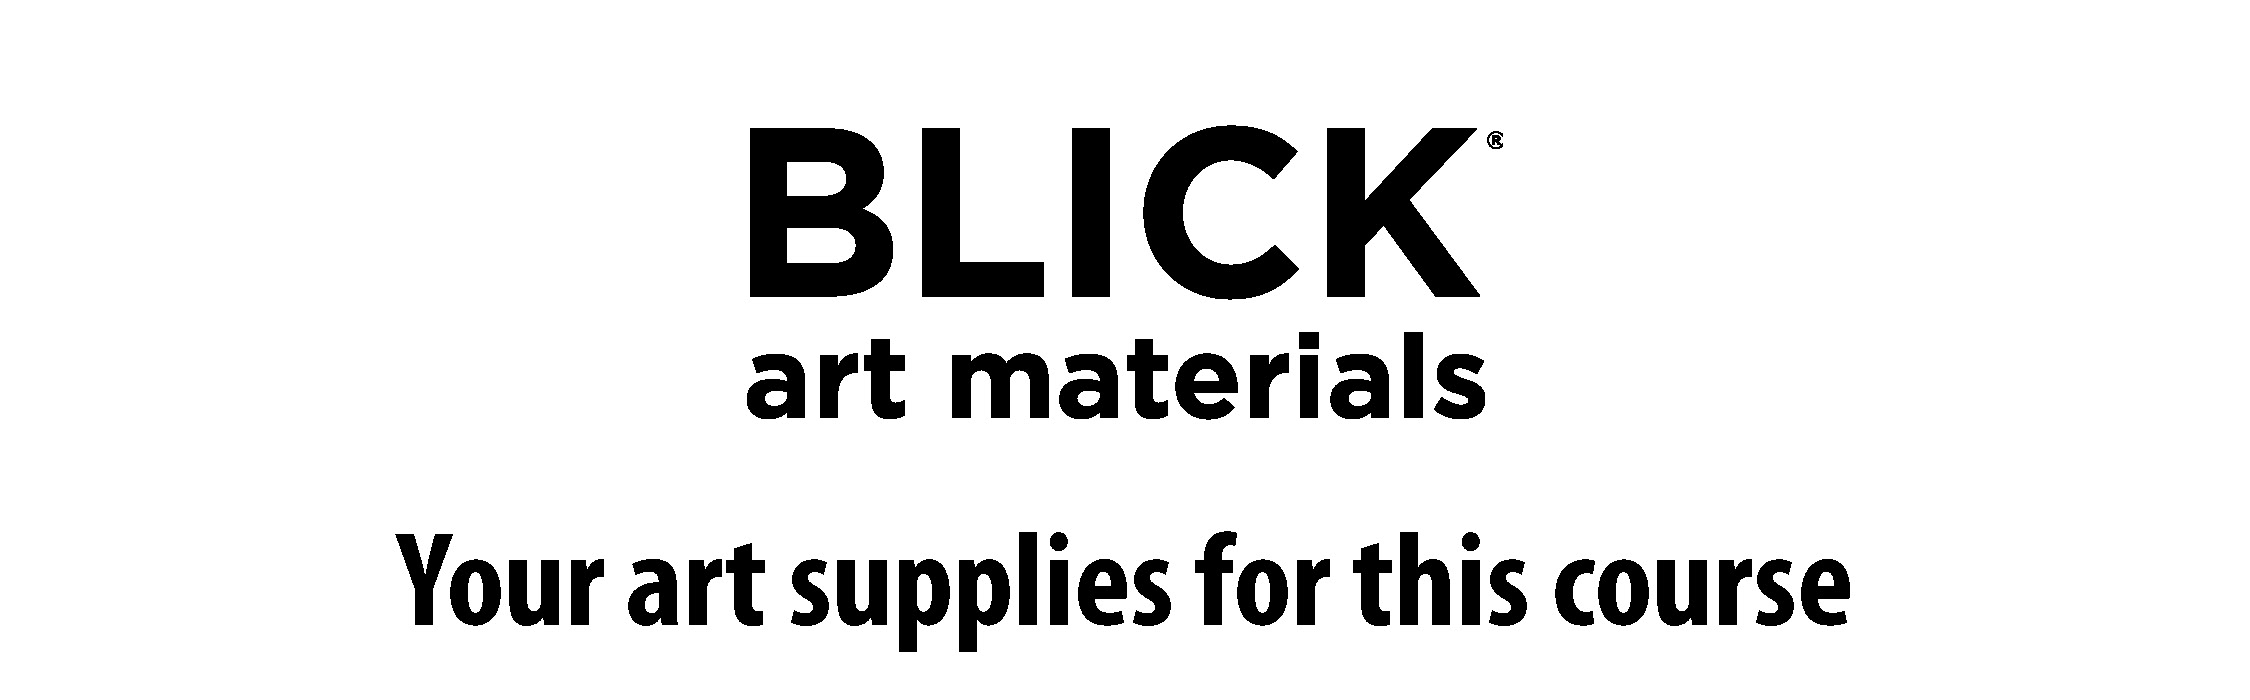 BLICK®
art materials
Your art supplies for this course